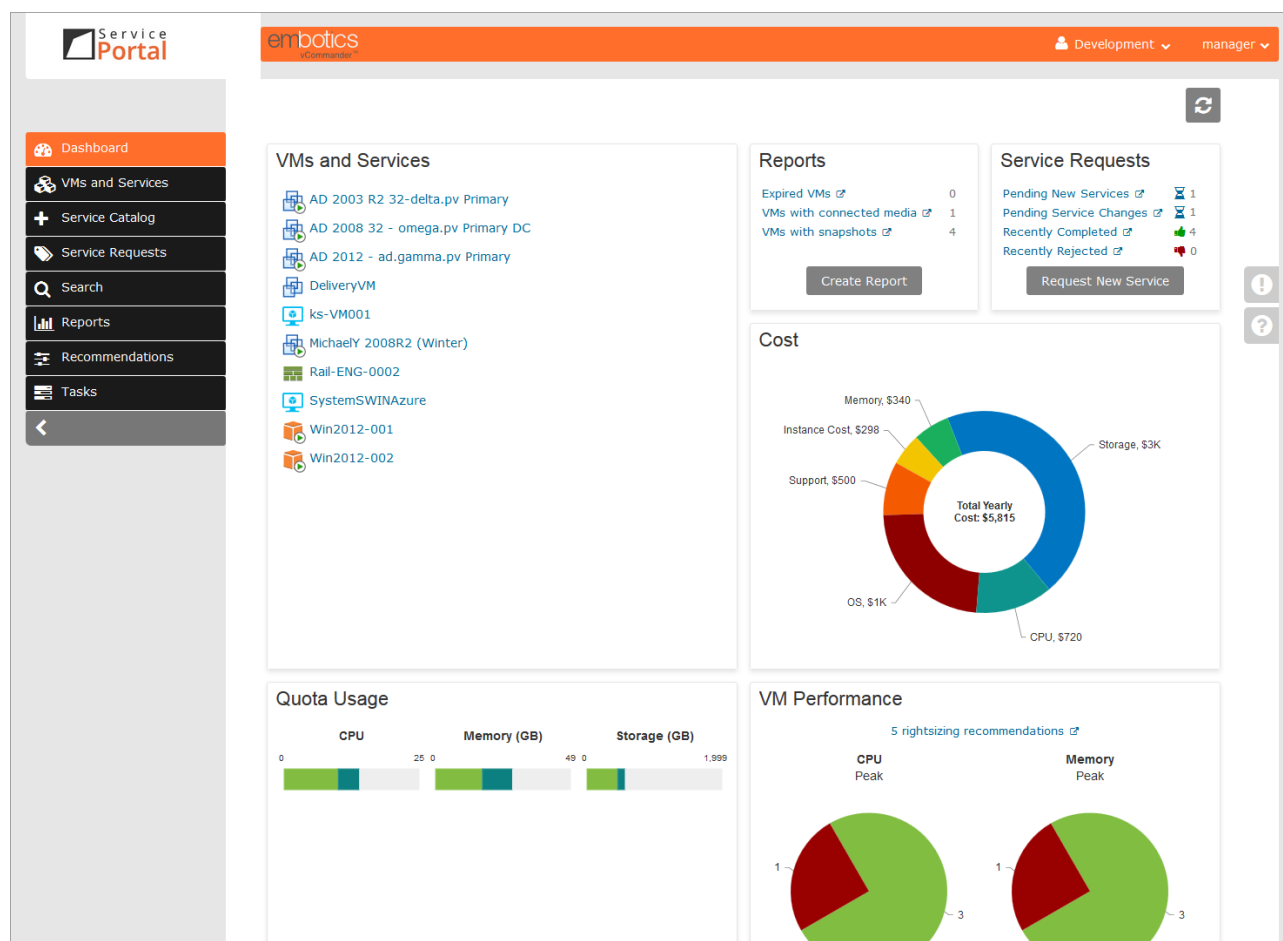 Service
Portal
embotics
vCommander™
Development
manager
Dashboard
VMs and Services
Service Catalog
Service Requests
Search
Reports
Recommendations
Tasks
VMs and Services
AD 2003 R2 32-delta.pv Primary
AD 2008 32 - omega.pv Primary DC
AD 2012 - ad.gamma.pv Primary
DeliveryVM
ks-VM001
MichaelY 2008R2 (Winter)
Rail-ENG-0002
SystemSWINAzure
Win2012-001
Win2012-002
Reports
Expired VMs 0
VMs with connected media 1
VMs with snapshots 4
Create Report
Service Requests
Pending New Services 1
Pending Service Changes 1
Recently Completed 4
Recently Rejected 0
Request New Service
Cost
Memory, $340
Instance Cost, $298
Storage, $3K
Support, $500
Total Yearly
Cost: $5,815
OS, $1K
CPU, $720
Quota Usage
CPU Memory (GB) Storage (GB)
0 25 0 49 0 1,999
VM Performance
5 rightsizing recommendations
CPU Memory
Peak Peak
1 1
3 3